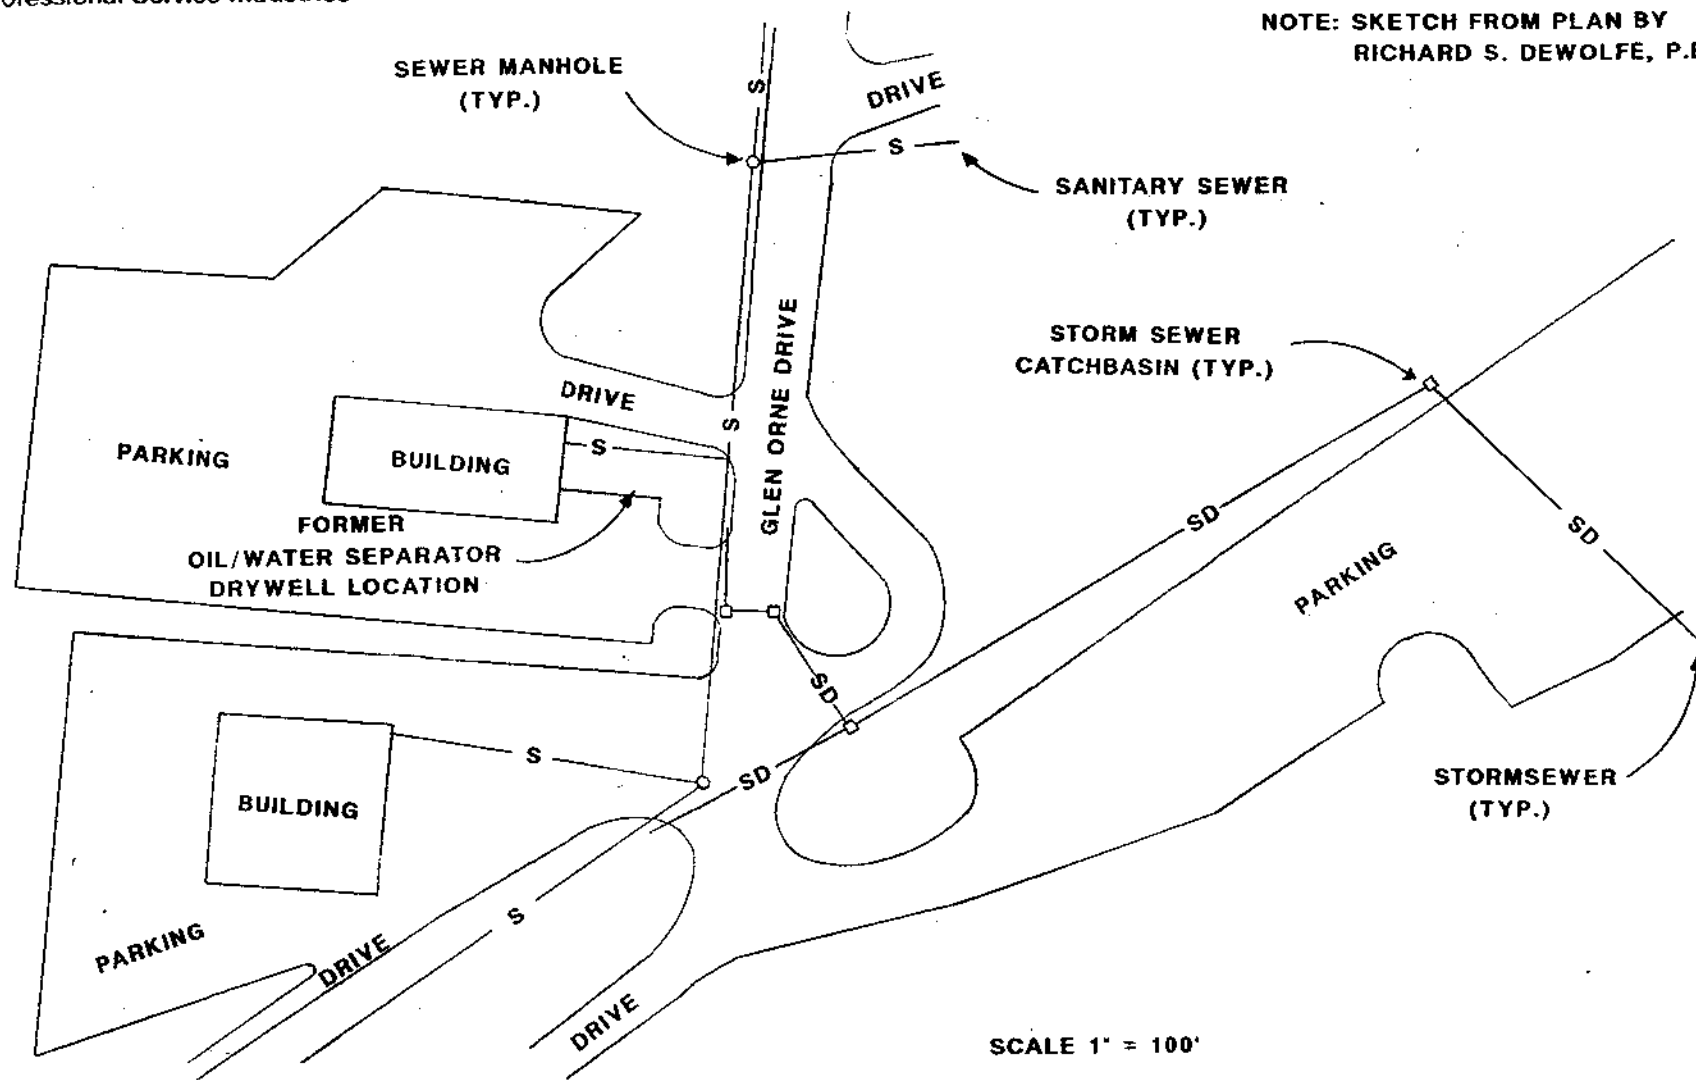 NOTE: SKETCH FROM PLAN BY
RICHARD S. DEWOLFE,
SEWER MANHOLE
(TYP.)
S
DRIVE
S
SANITARY SEWER
(TYP.)
GLEN ORNE DRIVE
STORM SEWER
CATCHBASIN (TYP.)
DRIVE
S
S
PARKING
BUILDING
FORMER
OIL/WATER SEPARATOR
DRYWELL LOCATION
SD
SD
PARKING
SD
S
SD
BUILDING
STORMSEWER
(TYP.)
S
PARKING
DRIVE
DRIVE
SCALE 1" = 100'